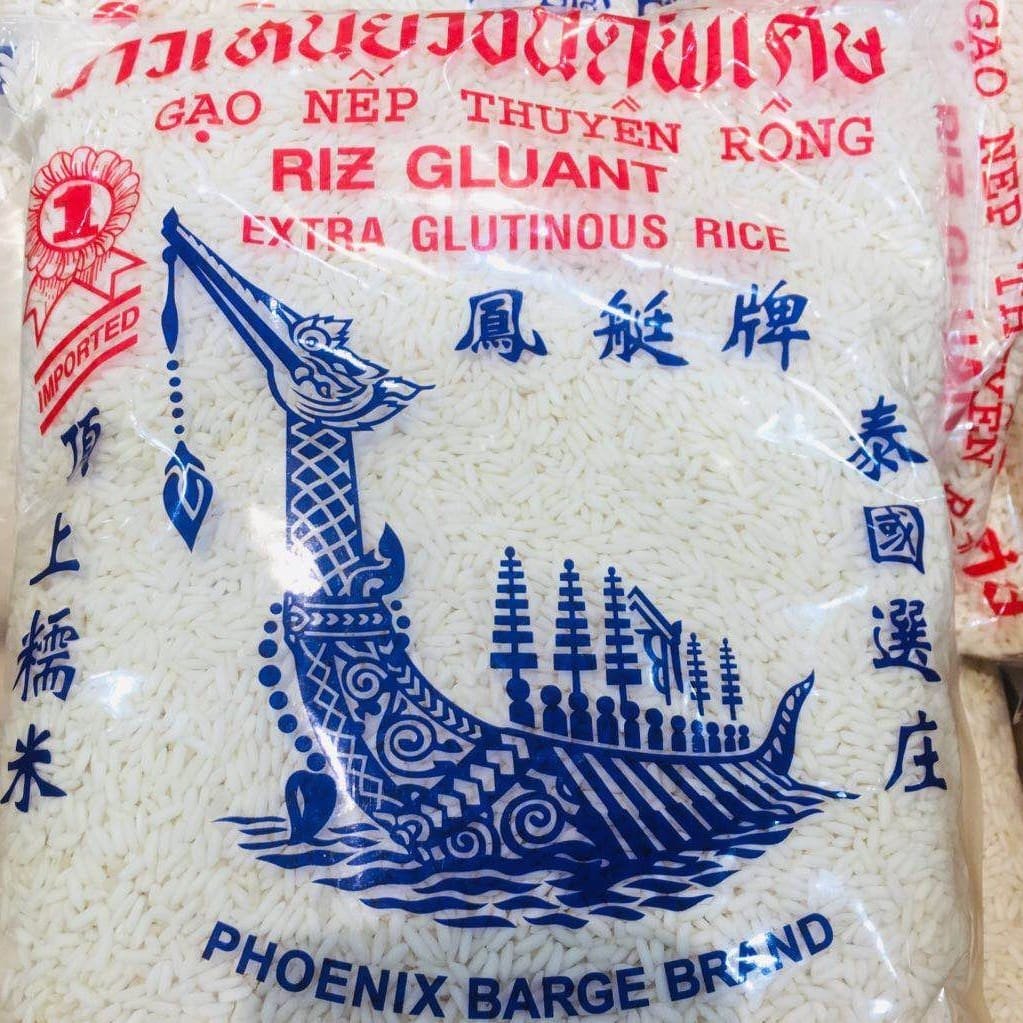 GẠO NẾP THUYỀN RỒNG
RIZ GLUANT
EXTRA GLUTINOUS RICE
1
IMPORTED
鳳艇牌
頂上糯米
泰國選庄
PHOENIX BARGE BRAND